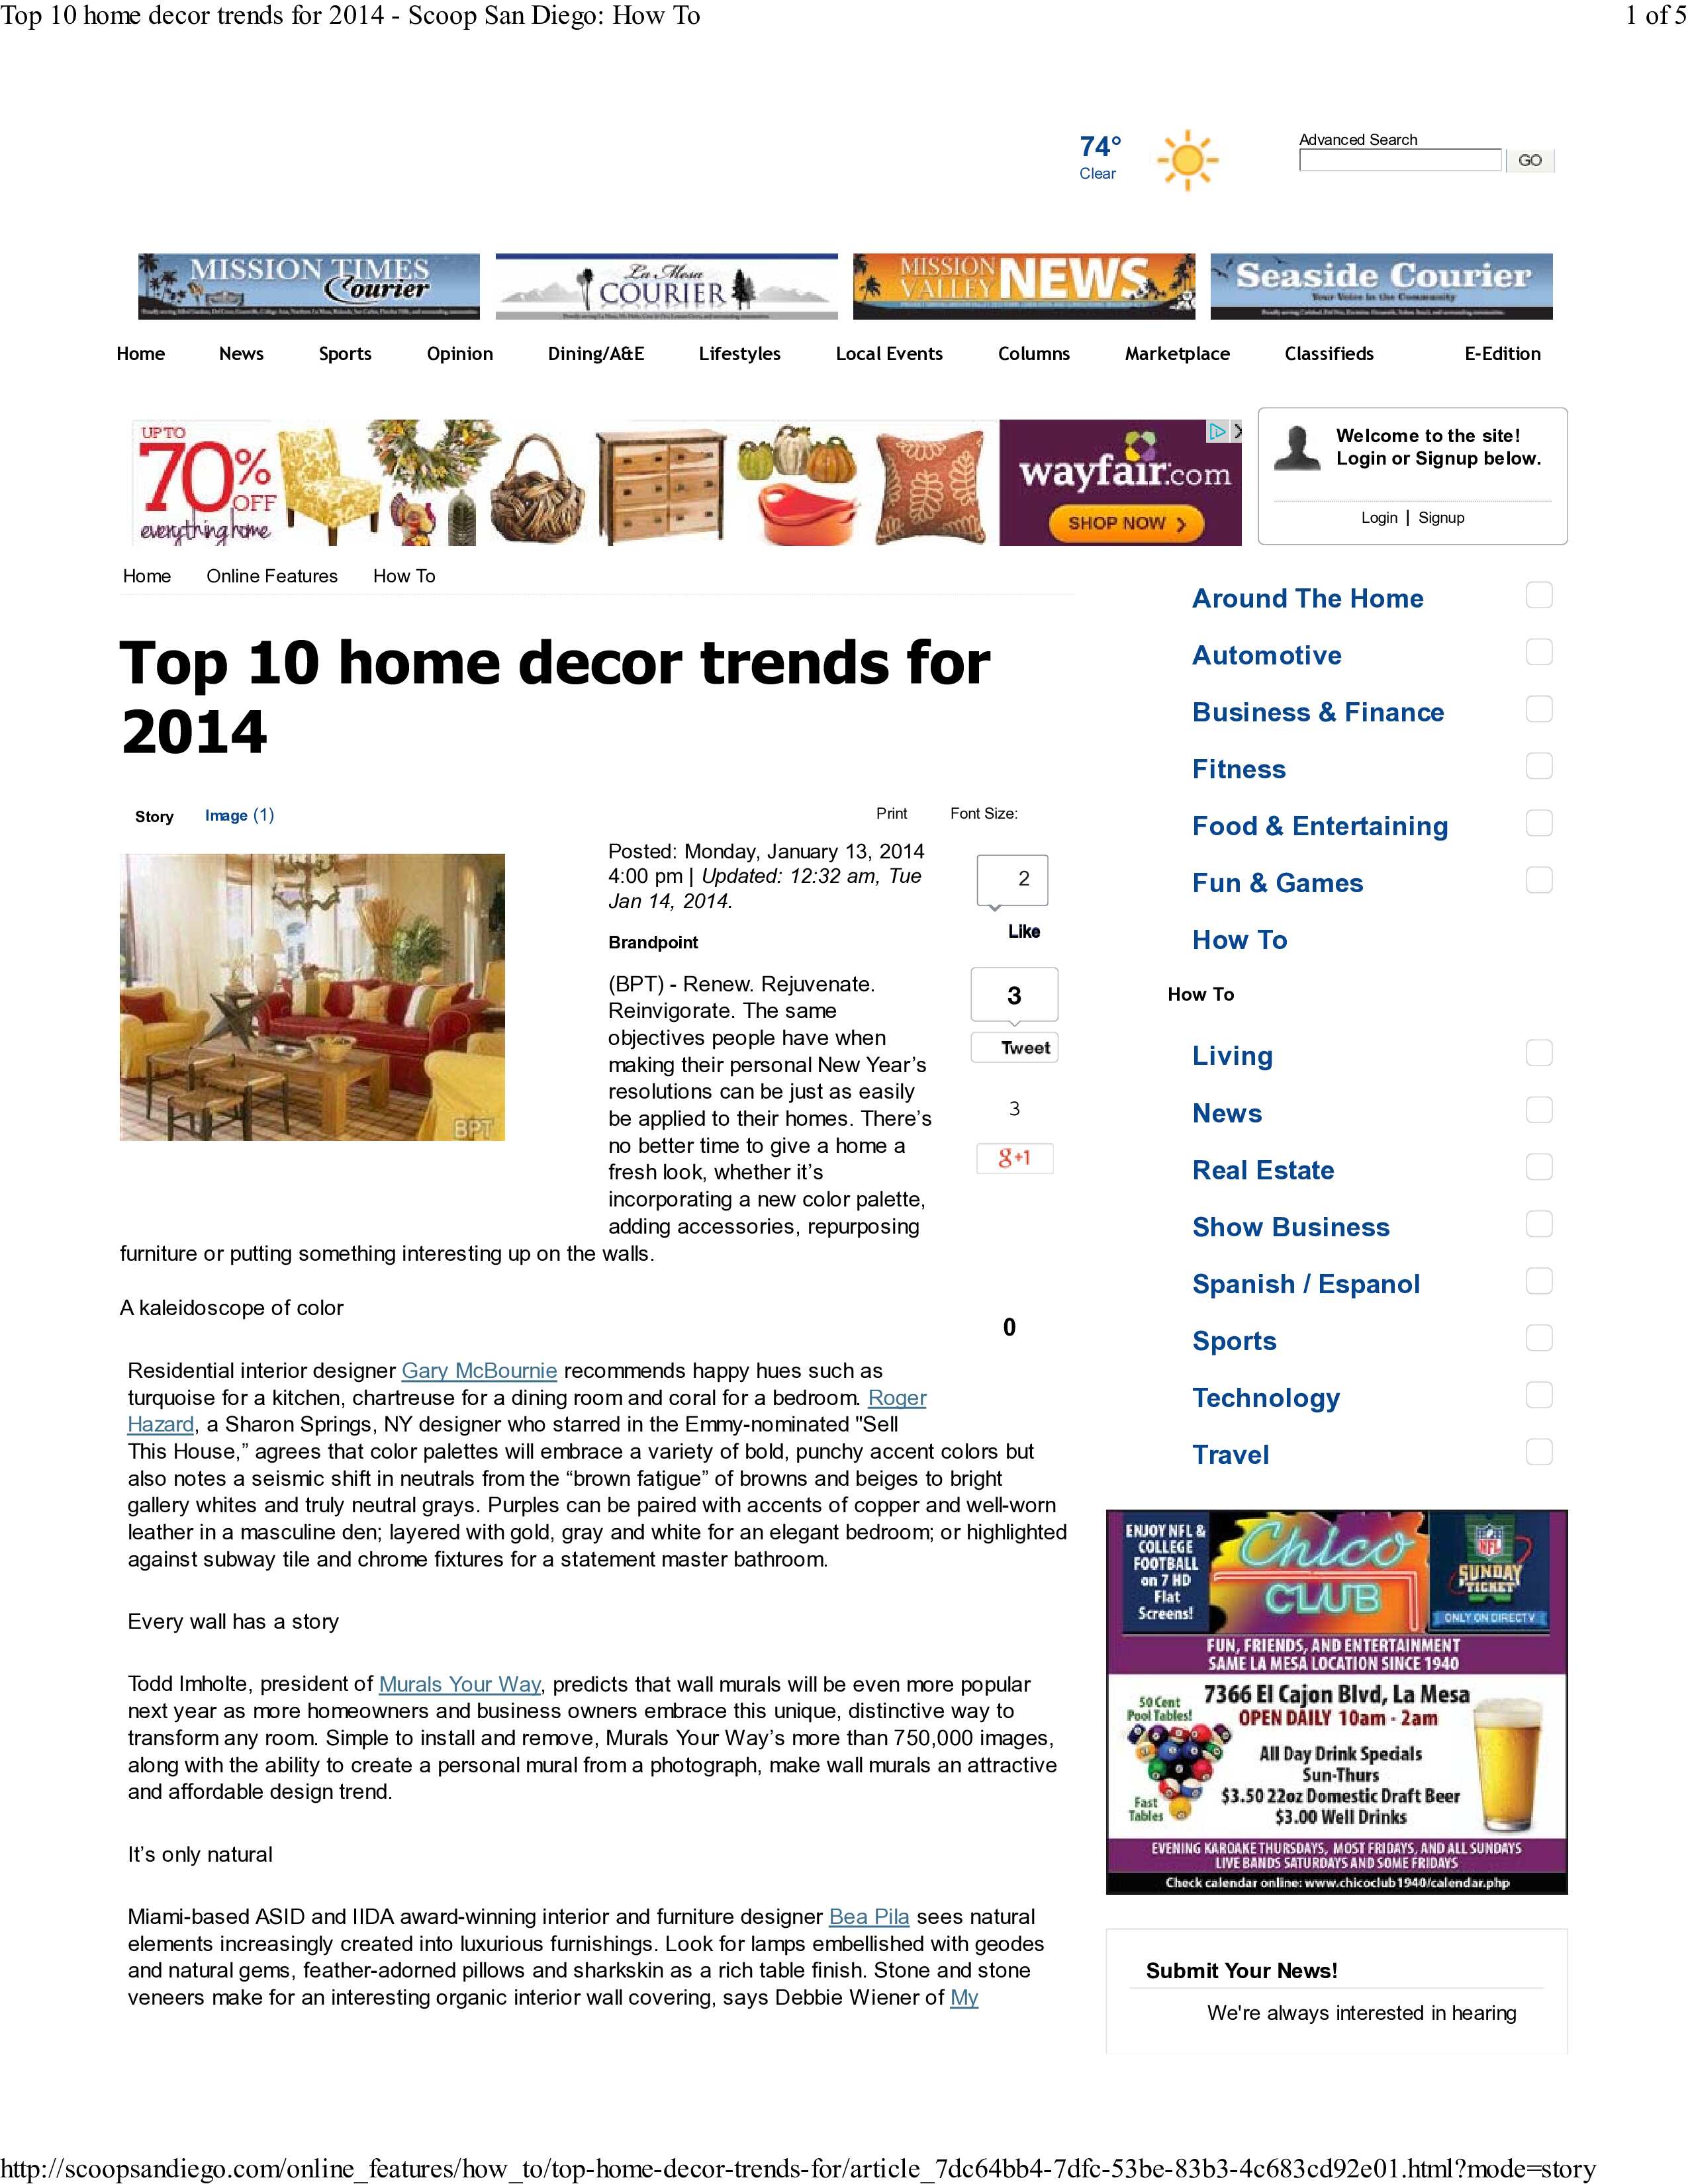 Top 10 home decor trends for 2014 - Scoop San Diego: How To
1 of 5
74°
Clear
Advanced Search
GO
MISSION TIMES
Courier
La Mesa
COURIER
MISSION
VALLEY NEWS
Seaside Courier
Your Voice in the Community
Home News Sports Opinion Dining/A&E Lifestyles Local Events Columns Marketplace Classifieds E-Edition
UP TO
70%
OFF
everything home
wayfair.com
SHOP NOW
Welcome to the site!
Login or Signup below.
Login | Signup
Home Online Features How To
Top 10 home decor trends for
2014
Story Image (1)
Print Font Size:
BPT
Posted: Monday, January 13, 2014
4:00 pm | Updated: 12:32 am, Tue
Jan 14, 2014.
Brandpoint
(BPT) - Renew. Rejuvenate.
Reinvigorate. The same
objectives people have when
making their personal New Year’s
resolutions can be just as easily
be applied to their homes. There’s
no better time to give a home a
fresh look, whether it’s
incorporating a new color palette,
adding accessories, repurposing
furniture or putting something interesting up on the walls.
2
Like
3
Tweet
3
g+1
0
A kaleidoscope of color
Residential interior designer Gary McBournie recommends happy hues such as
turquoise for a kitchen, chartreuse for a dining room and coral for a bedroom. Roger
Hazard, a Sharon Springs, NY designer who starred in the Emmy-nominated "Sell
This House,” agrees that color palettes will embrace a variety of bold, punchy accent colors but
also notes a seismic shift in neutrals from the “brown fatigue” of browns and beiges to bright
gallery whites and truly neutral grays. Purples can be paired with accents of copper and well-worn
leather in a masculine den; layered with gold, gray and white for an elegant bedroom; or highlighted
against subway tile and chrome fixtures for a statement master bathroom.
Every wall has a story
Todd Imholte, president of Murals Your Way, predicts that wall murals will be even more popular
next year as more homeowners and business owners embrace this unique, distinctive way to
transform any room. Simple to install and remove, Murals Your Way’s more than 750,000 images,
along with the ability to create a personal mural from a photograph, make wall murals an attractive
and affordable design trend.
It’s only natural
Miami-based ASID and IIDA award-winning interior and furniture designer Bea Pila sees natural
elements increasingly created into luxurious furnishings. Look for lamps embellished with geodes
and natural gems, feather-adorned pillows and sharkskin as a rich table finish. Stone and stone
veneers make for an interesting organic interior wall covering, says Debbie Wiener of My
Around The Home
Automotive
Business & Finance
Fitness
Food & Entertaining
Fun & Games
How To
How To
Living
News
Real Estate
Show Business
Spanish / Espanol
Sports
Technology
Travel
ENJOY NFL &
COLLEGE
FOOTBALL
on 7 HD
Flat
Screens!
Chico
CLUB
NFL
SUNDAY
TICKET
ONLY ON DIRECTV
FUN, FRIENDS, AND ENTERTAINMENT
SAME LA MESA LOCATION SINCE 1940
50 Cent
Pool Tables!
7366 El Cajon Blvd, La Mesa
OPEN DAILY 10am - 2am
All Day Drink Specials
Sun-Thurs
$3.50 22oz Domestic Draft Beer
$3.00 Well Drinks
Fast
Tables
EVENING KAROAKE THURSDAYS, MOST FRIDAYS, AND ALL SUNDAYS
LIVE BANDS SATURDAYS AND SOME FRIDAYS
Check calendar online: www.chicoclub1940/calendar.php
Submit Your News!
We're always interested in hearing
http://scoopsandiego.com/online_features/how_to/top-home-decor-trends-for/article_7dc64bb4-7dfc-53be-83b3-4c683cd92e01.html?mode=story